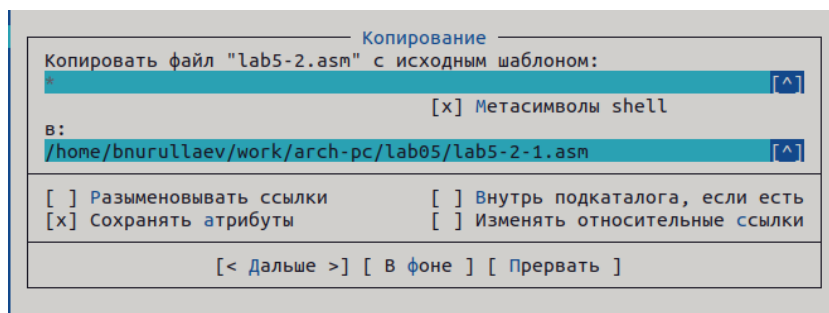 Копирование
Копировать файл "lab5-2.asm" с исходным шаблоном:
* [^]
[x] Метасимволы shell
в:
/home/bnurullaev/work/arch-pc/lab05/lab5-2-1.asm [^]
[ ] Разыменовывать ссылки [ ] Внутрь подкаталога, если есть
[x] Сохранять атрибуты [ ] Изменять относительные ссылки
[< Дальше >] [ В фоне ] [ Прервать ]